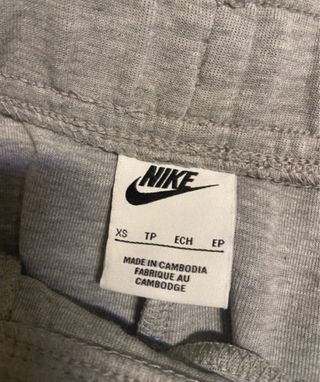 NIKE
XS TP ECH EP
MADE IN CAMBODIA
FABRIQUE AU
CAMBODGE